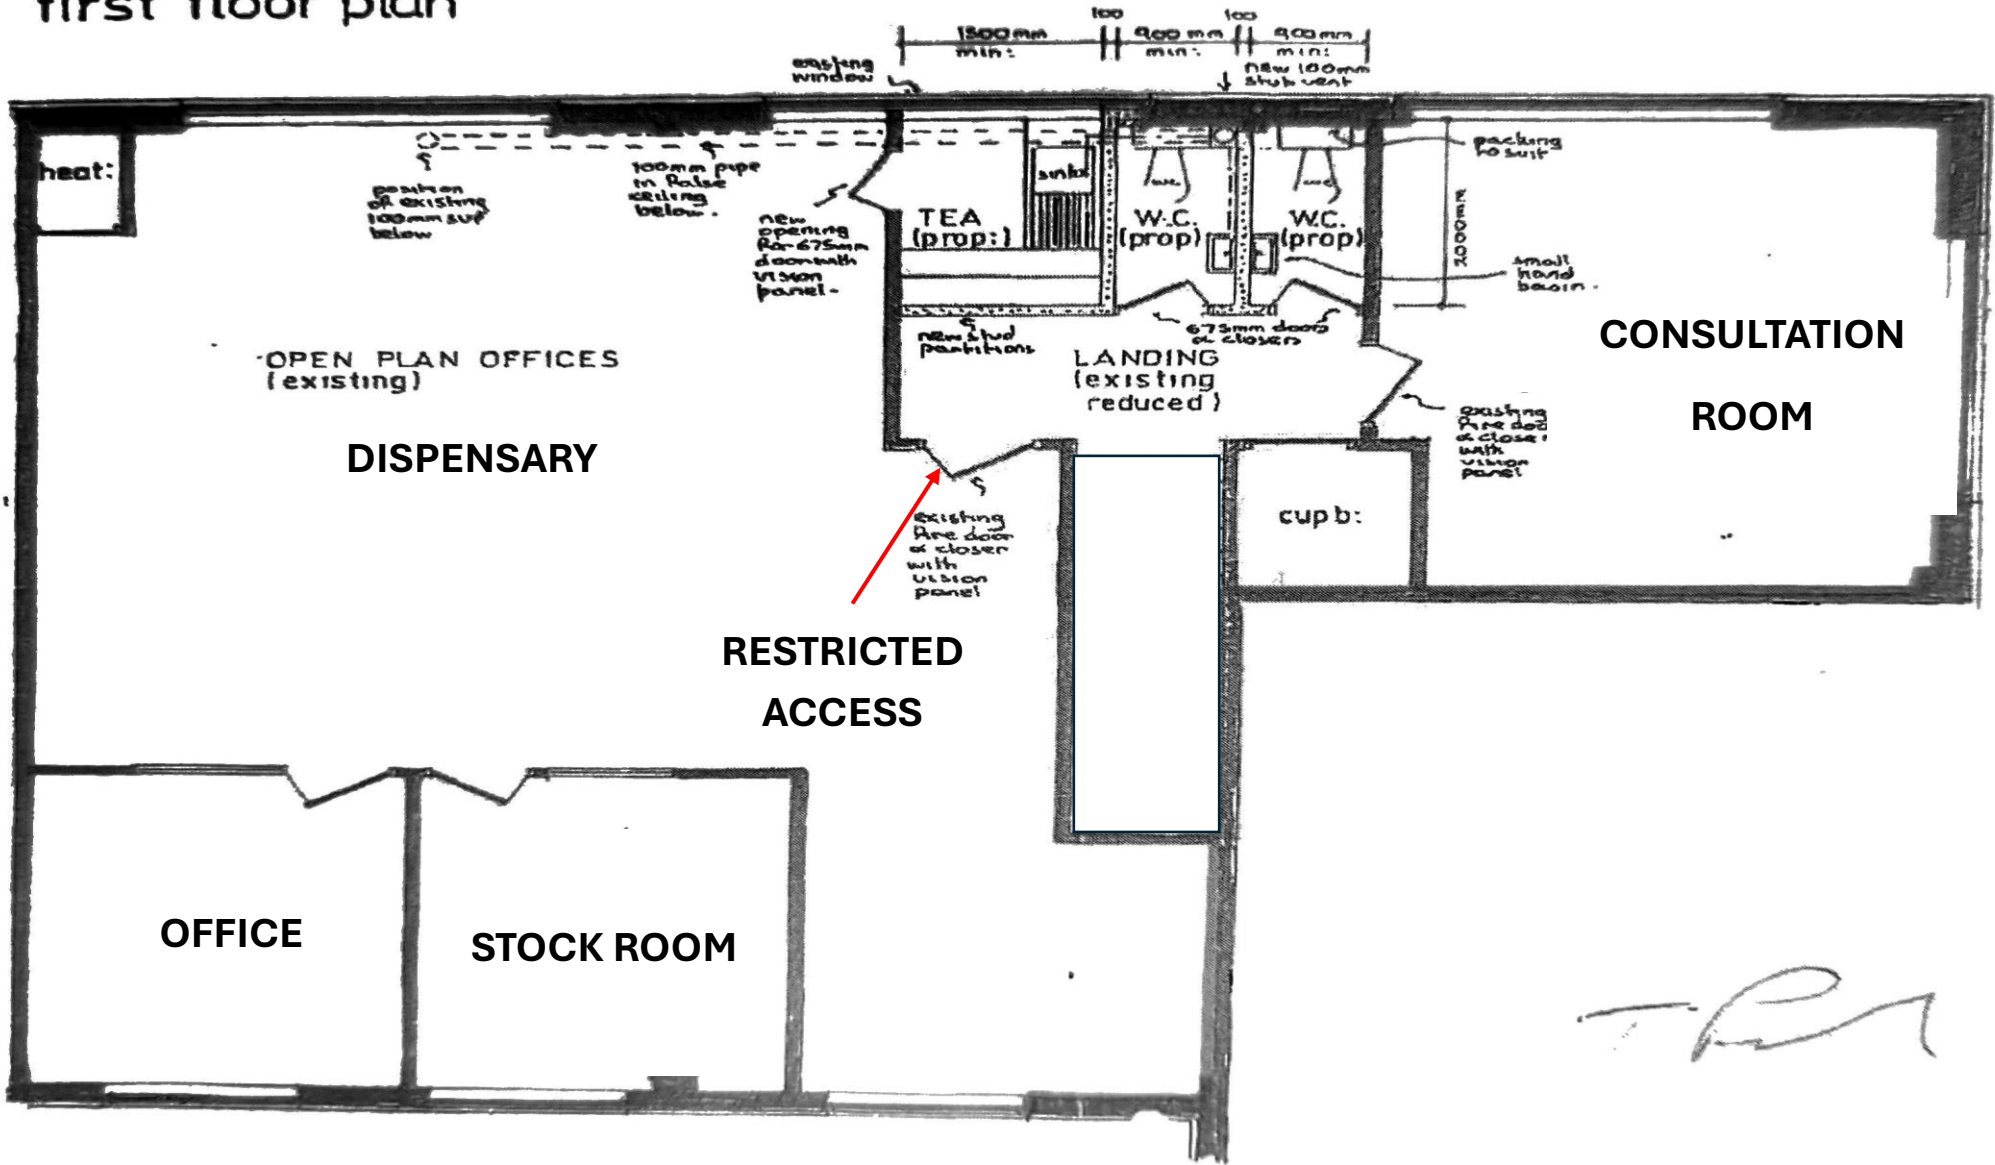 first floor plan
100 100
1800mm 900mm 900mm
min: min: min:
existing
window
new 100mm
stub vent
heat:
position
of existing
100mm svp
below
100mm pipe
in false
ceiling
below.
new
opening
for 675mm
door with
vision
panel.
TEA
(prop:)
W.C.
(prop)
W.C.
(prop)
packing
to suit
2000mm
small
hand
basin.
new stud
partitions
675mm doors
& closers
OPEN PLAN OFFICES
(existing)
LANDING
(existing
reduced)
CONSULTATION
ROOM
existing
fire door
& closer
with
vision
panel
DISPENSARY
existing
fire door
& closer
with
vision
panel
cupb:
RESTRICTED
ACCESS
OFFICE
STOCK ROOM